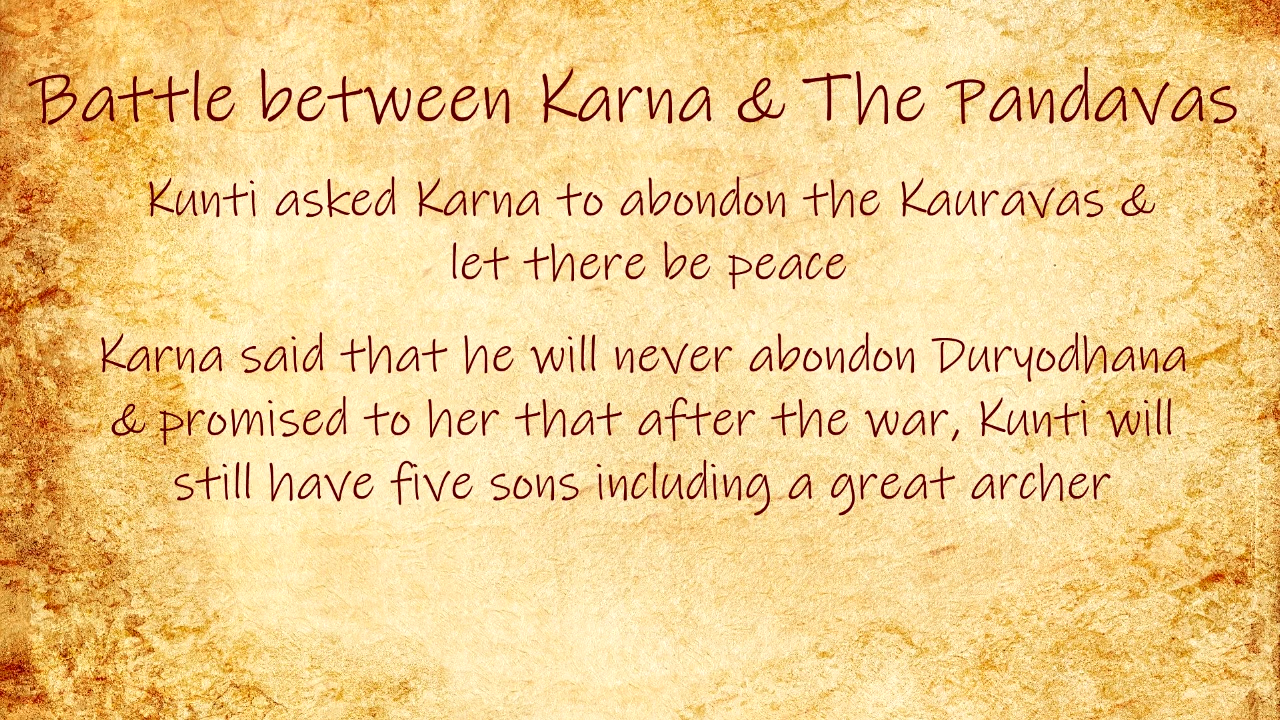 Battle between Karna & The Pandavas
Kunti asked Karna to abondon the Kauravas &
let there be peace
Karna said that he will never abondon Duryodhana
& promised to her that after the war, Kunti will
still have five sons including a great archer